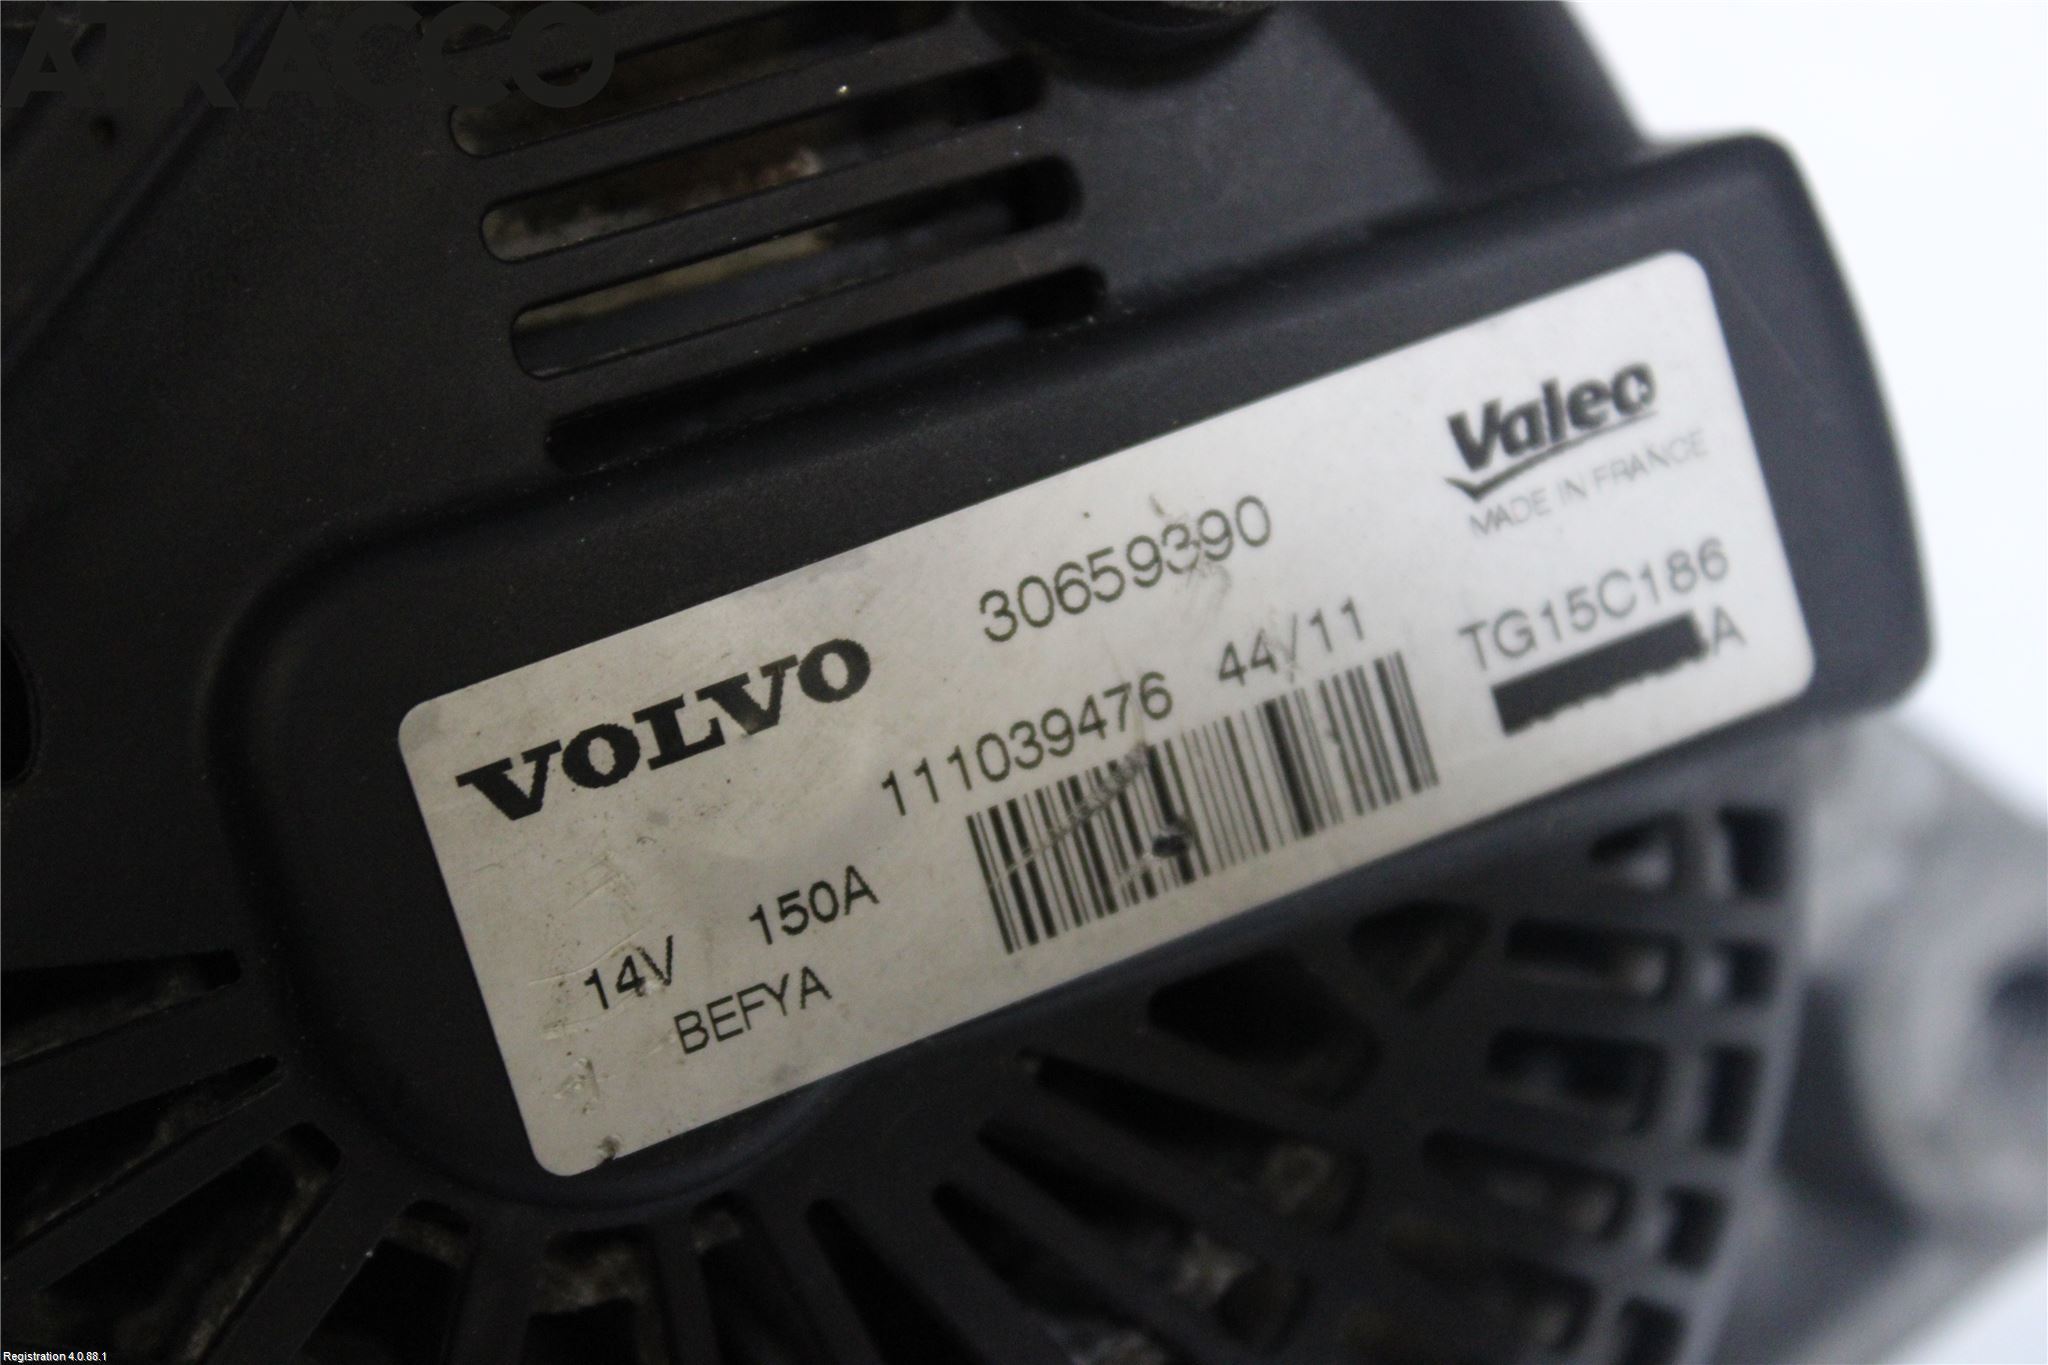 ATRACCO
Valeo
MADE IN FRANCE
VOLVO 30659390
TG15C186
111039476 44/11
A
14V 150A
BEFYA
Registration 4.0.88.1